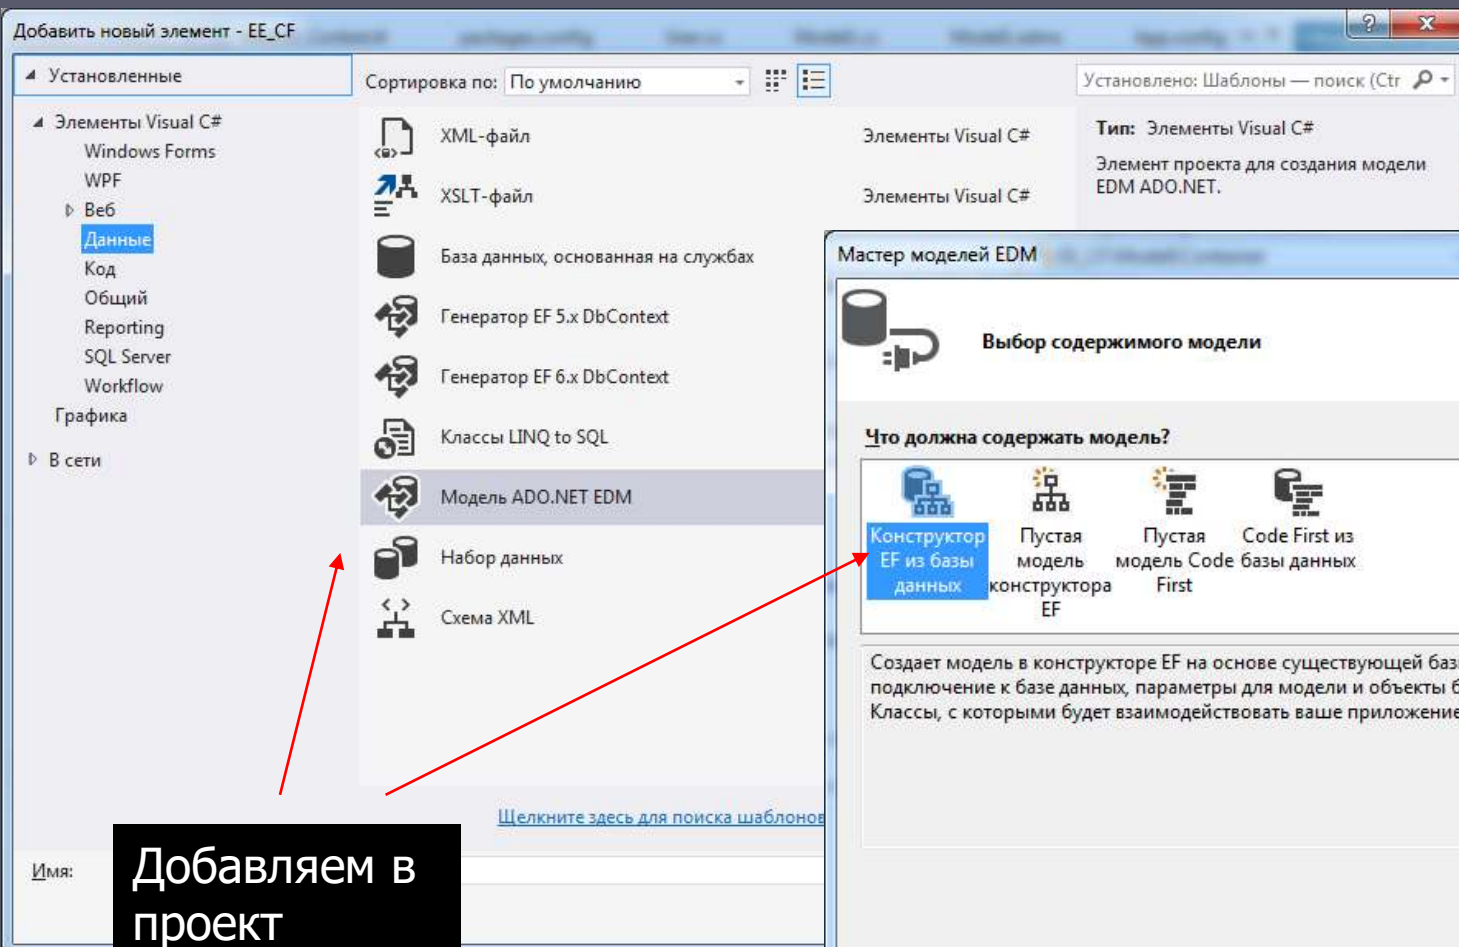 Добавить новый элемент - EE_CF
Установленные
Сортировка по: По умолчанию
Установлено: Шаблоны — поиск (Ctr
Элементы Visual C#
Windows Forms
WPF
Веб
Данные
Код
Общий
Reporting
SQL Server
Workflow
Графика
В сети
XML-файл
Элементы Visual C#
XSLT-файл
Элементы Visual C#
База данных, основанная на службах
Генератор EF 5.x DbContext
Генератор EF 6.x DbContext
Классы LINQ to SQL
Модель ADO.NET EDM
Набор данных
Схема XML
Щелкните здесь для поиска шаблонов
Тип: Элементы Visual C#
Элемент проекта для создания модели
EDM ADO.NET.
Мастер моделей EDM
Выбор содержимого модели
Что должна содержать модель?
Конструктор
EF из базы
данных
Пустая
модель
конструктора
EF
Пустая
модель Code
First
Code First из
базы данных
Создает модель в конструкторе EF на основе существующей баз
подключение к базе данных, параметры для модели и объекты б
Классы, с которыми будет взаимодействовать ваше приложение
Имя:
Добавляем в
проект